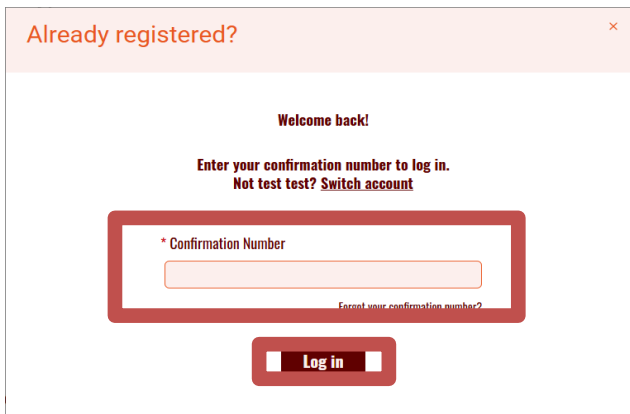 Already registered?
×
Welcome back!
Enter your confirmation number to log in.
Not test test? Switch account
* Confirmation Number
Forgot your confirmation number?
Log in